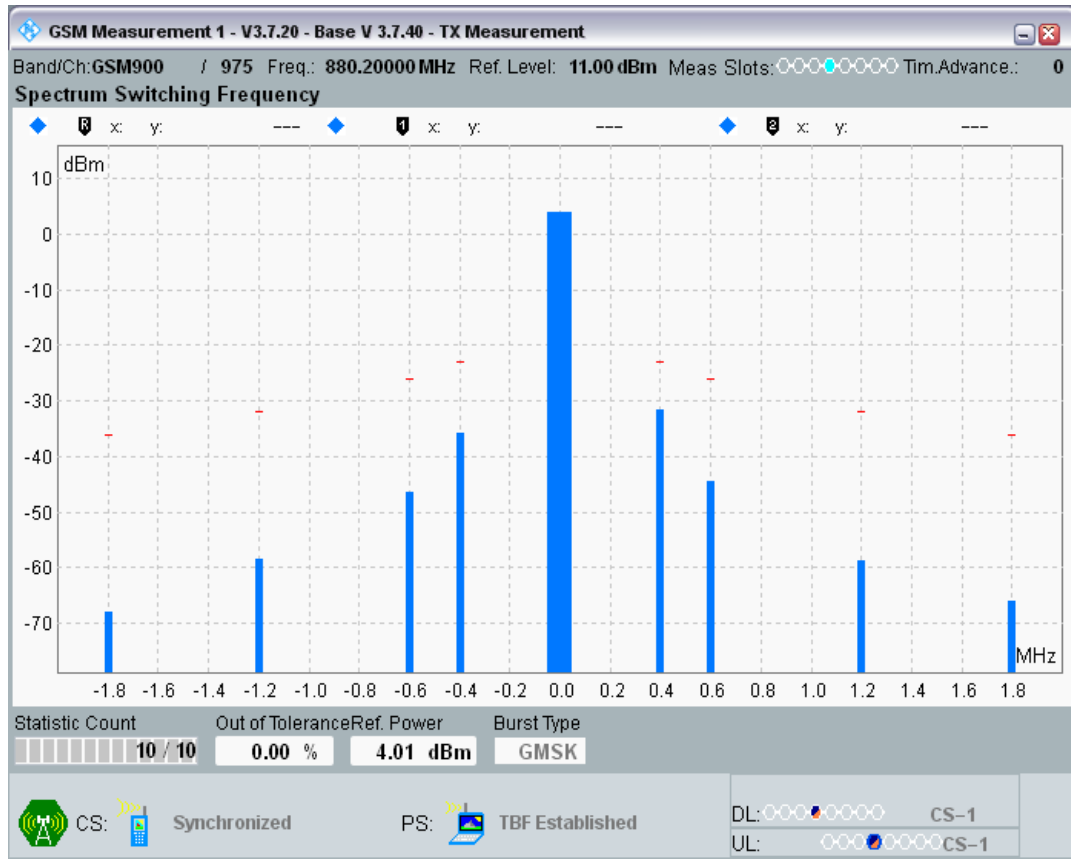 GSM Measurement 1 - V3.7.20 - Base V 3.7.40 - TX Measurement
Band/Ch:GSM900 / 975 Freq.: 880.20000 MHz Ref. Level: 11.00 dBm Meas Slots: Tim.Advance.: 0
Spectrum Switching Frequency
R x: y: --- 1 x: y: --- 2 x: y: ---
dBm
10
0
-10
-20
-30
-40
-50
-60
-70
MHz
-1.8 -1.6 -1.4 -1.2 -1.0 -0.8 -0.6 -0.4 -0.2 0.0 0.2 0.4 0.6 0.8 1.0 1.2 1.4 1.6 1.8
Statistic Count Out of Tolerance Ref. Power Burst Type
10 / 10 0.00 % 4.01 dBm GMSK
CS: Synchronized PS: TBF Established DL: CS-1
UL: CS-1